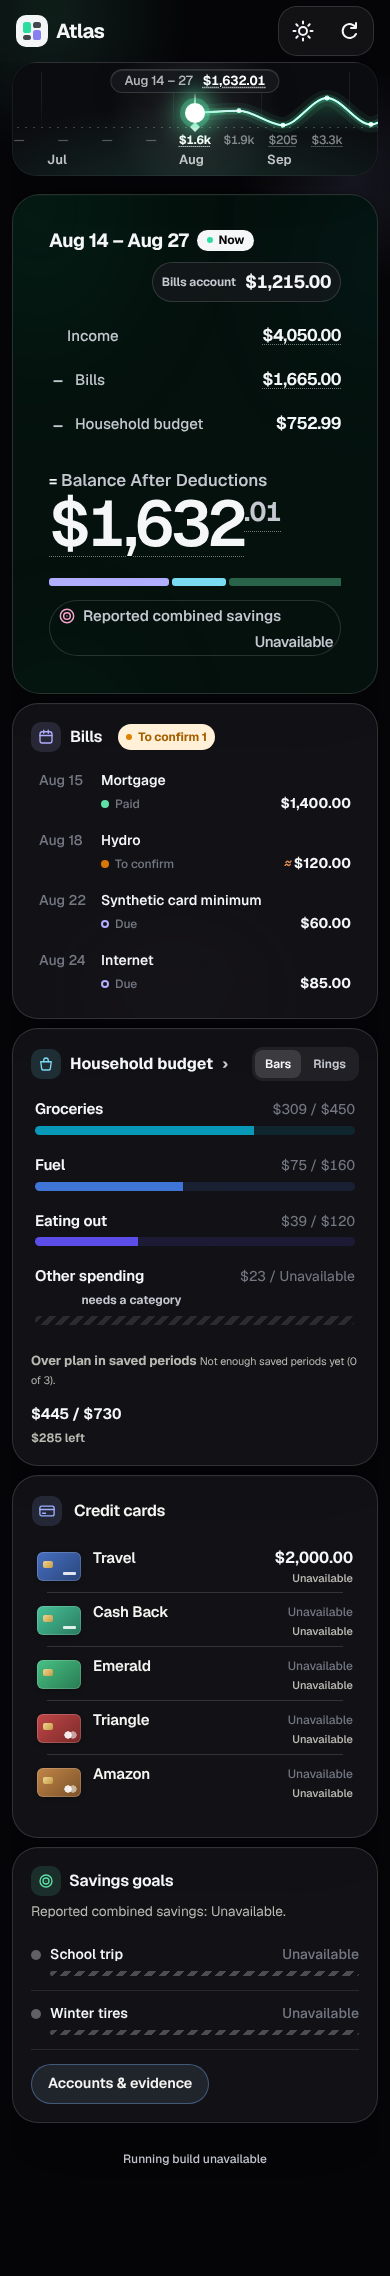 Atlas
Aug 14 – 27 $1,632.01
— — — — $1.6k $1.9k $205 $3.3k
Jul Aug Sep
Aug 14 – Aug 27 Now
Bills account $1,215.00
Income $4,050.00
– Bills $1,665.00
– Household budget $752.99
= Balance After Deductions
$1,632.01
Reported combined savings
Unavailable
Bills To confirm 1
Aug 15 Mortgage
Paid $1,400.00
Aug 18 Hydro
To confirm ≈$120.00
Aug 22 Synthetic card minimum
Due $60.00
Aug 24 Internet
Due $85.00
Household budget › Bars Rings
Groceries $309 / $450
Fuel $75 / $160
Eating out $39 / $120
Other spending $23 / Unavailable
needs a category
Over plan in saved periods Not enough saved periods yet (0
of 3).
$445 / $730
$285 left
Credit cards
Travel $2,000.00
Unavailable
Cash Back Unavailable
Unavailable
Emerald Unavailable
Unavailable
Triangle Unavailable
Unavailable
Amazon Unavailable
Unavailable
Savings goals
Reported combined savings: Unavailable.
School trip Unavailable
Winter tires Unavailable
Accounts & evidence
Running build unavailable